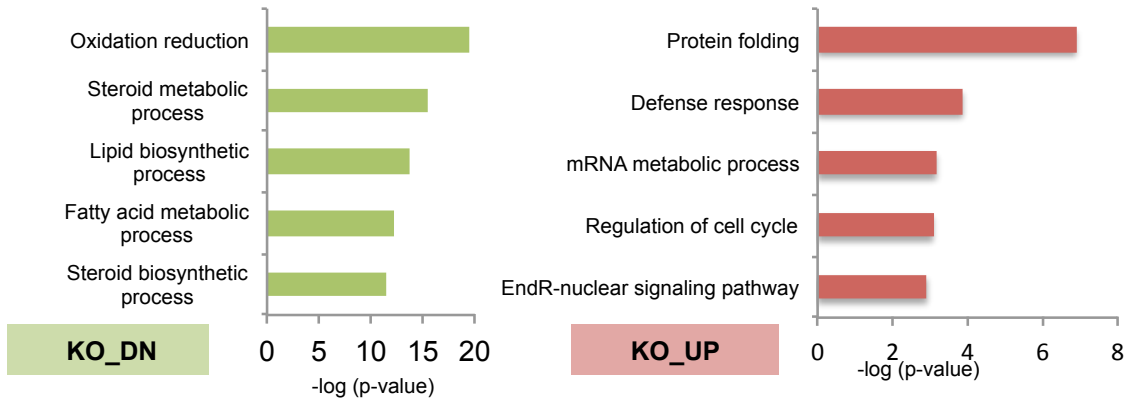 Oxidation reduction
Steroid metabolic
process
Lipid biosynthetic
process
Fatty acid metabolic
process
Steroid biosynthetic
process
KO_DN
0 5 10 15 20
-log (p-value)
Protein folding
Defense response
mRNA metabolic process
Regulation of cell cycle
EndR-nuclear signaling pathway
KO_UP
0 2 4 6 8
-log (p-value)